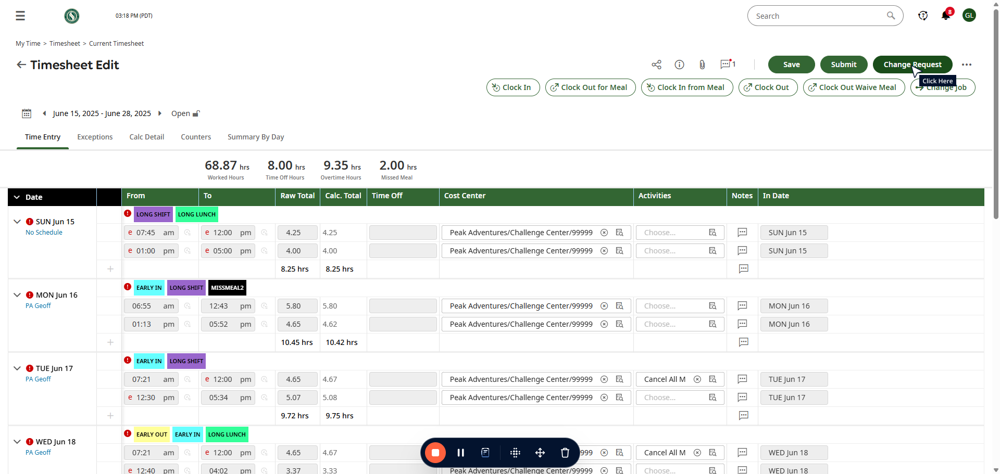 03:18 PM (PDT)
Search
8
GL
My Time > Timesheet > Current Timesheet
Timesheet Edit
1
Save
Submit
Change Request
Click Here
Clock In
Clock Out for Meal
Clock In from Meal
Clock Out
Clock Out Waive Meal
Change Job
June 15, 2025 - June 28, 2025
Open
Time Entry
Exceptions
Calc Detail
Counters
Summary By Day
68.87 hrs
Worked Hours
8.00 hrs
Time Off Hours
9.35 hrs
Overtime Hours
2.00 hrs
Missed Meal
Date From To Raw Total Calc. Total Time Off Cost Center Activities Notes In Date
LONG SHIFT LONG LUNCH
SUN Jun 15
No Schedule
e 07:45 am e 12:00 pm 4.25 4.25 Peak Adventures/Challenge Center/99999 Choose... SUN Jun 15
e 01:00 pm e 05:00 pm 4.00 4.00 Peak Adventures/Challenge Center/99999 Choose... SUN Jun 15
8.25 hrs 8.25 hrs
EARLY IN LONG SHIFT MISSMEAL2
MON Jun 16
PA Geoff
06:55 am 12:43 pm 5.80 5.80 Peak Adventures/Challenge Center/99999 Choose... MON Jun 16
01:13 pm 05:52 pm 4.65 4.62 Peak Adventures/Challenge Center/99999 Choose... MON Jun 16
10.45 hrs 10.42 hrs
EARLY IN LONG SHIFT
TUE Jun 17
PA Geoff
07:21 am e 12:00 pm 4.65 4.67 Peak Adventures/Challenge Center/99999 Cancel All M TUE Jun 17
e 12:30 pm 05:34 pm 5.07 5.08 Peak Adventures/Challenge Center/99999 Choose... TUE Jun 17
9.72 hrs 9.75 hrs
EARLY OUT EARLY IN LONG LUNCH
WED Jun 18
PA Geoff
07:21 am e 12:00 pm 4.65 4.67 999 Cancel All M WED Jun 18
e 12:40 pm 04:02 pm 3.37 3.33 Peak Adventures/Challenge Center/99999 Choose... WED Jun 18